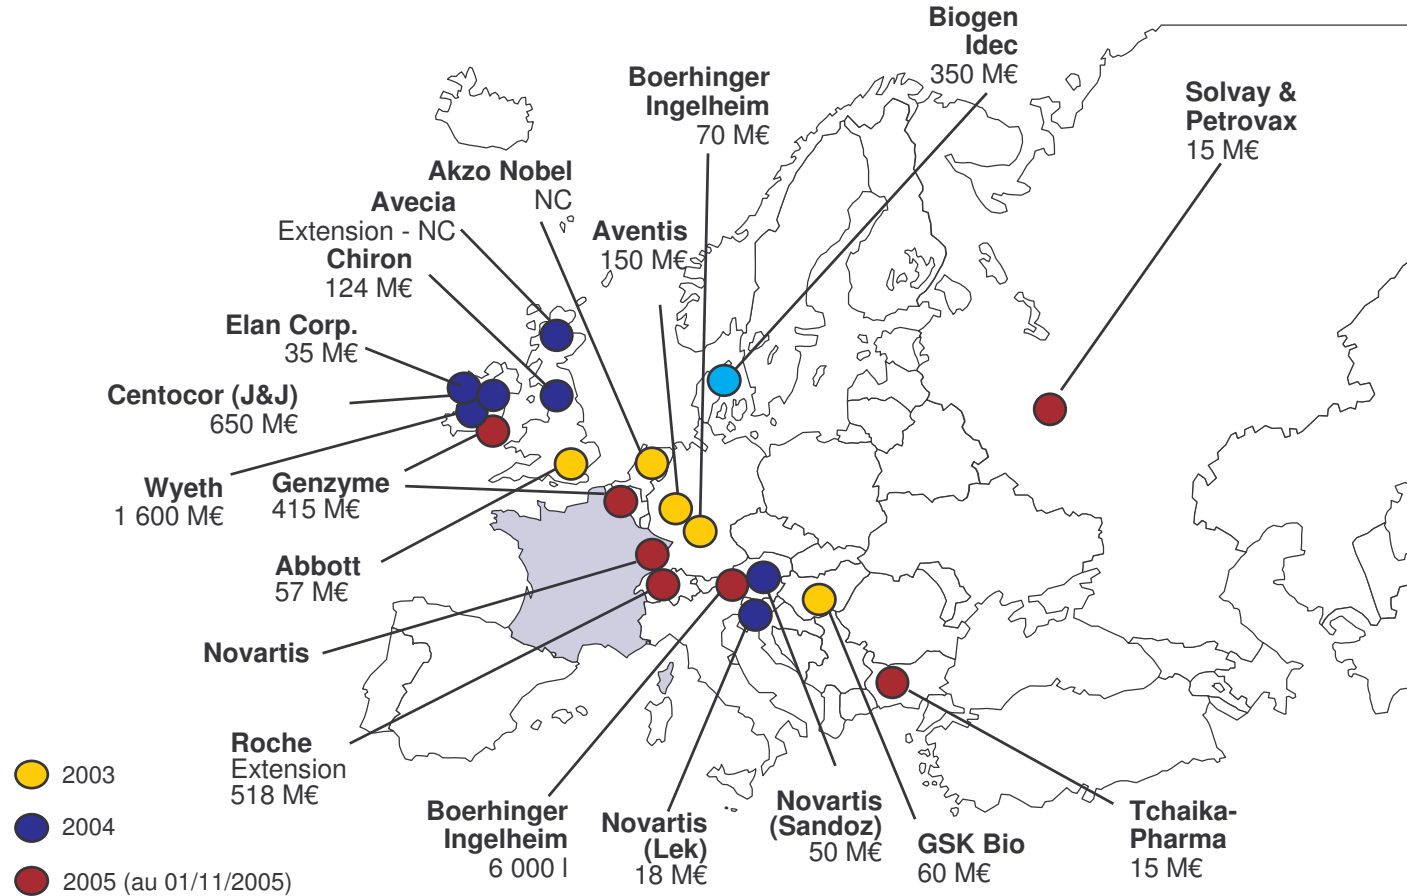 Biogen
Idec
350 M€
Boerhinger
Ingelheim
70 M€
Solvay &
Petrovax
15 M€
Akzo Nobel
NC
Avecia
Extension - NC
Aventis
150 M€
Chiron
124 M€
Elan Corp.
35 M€
Centocor (J&J)
650 M€
Wyeth
1 600 M€
Genzyme
415 M€
Abbott
57 M€
Novartis
Roche
Extension
518 M€
Boerhinger
Ingelheim
6 000 l
Novartis
(Lek)
18 M€
Novartis
(Sandoz)
50 M€
GSK Bio
60 M€
Tchaika-
Pharma
15 M€
2003
2004
2005 (au 01/11/2005)